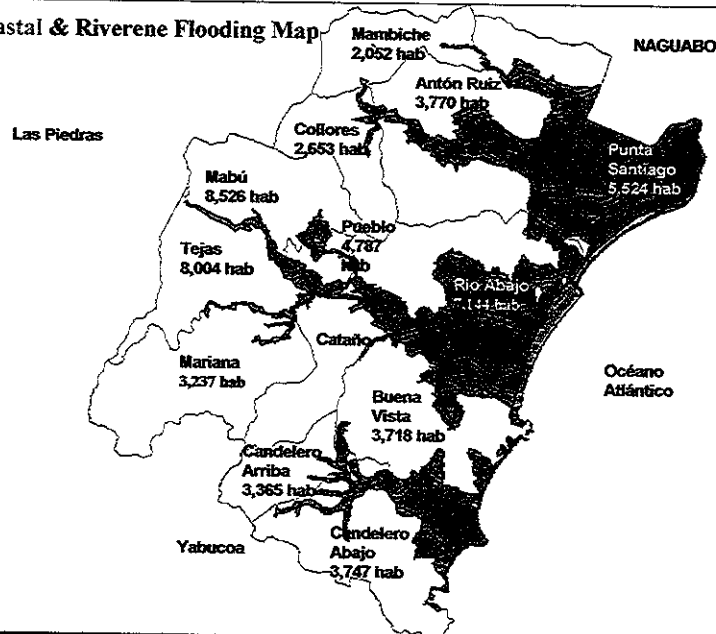 astal & Riverene Flooding Map
Mambiche
2,052 hab
NAGUABO
Antón Ruiz
3,770 hab
Las Piedras
Collores
2,653 hab
Punta
Santiago
5,524 hab
Mabú
8,526 hab
Pueblo
4,787
hab
Tejas
8,004 hab
Rio Abajo
hab
Cataño
Mariana
3,237 hab
Océano
Atlántico
Buena
Vista
3,718 hab
Candelero
Arriba
3,365 hab
Yabucoa
Candelero
Abajo
3,747 hab